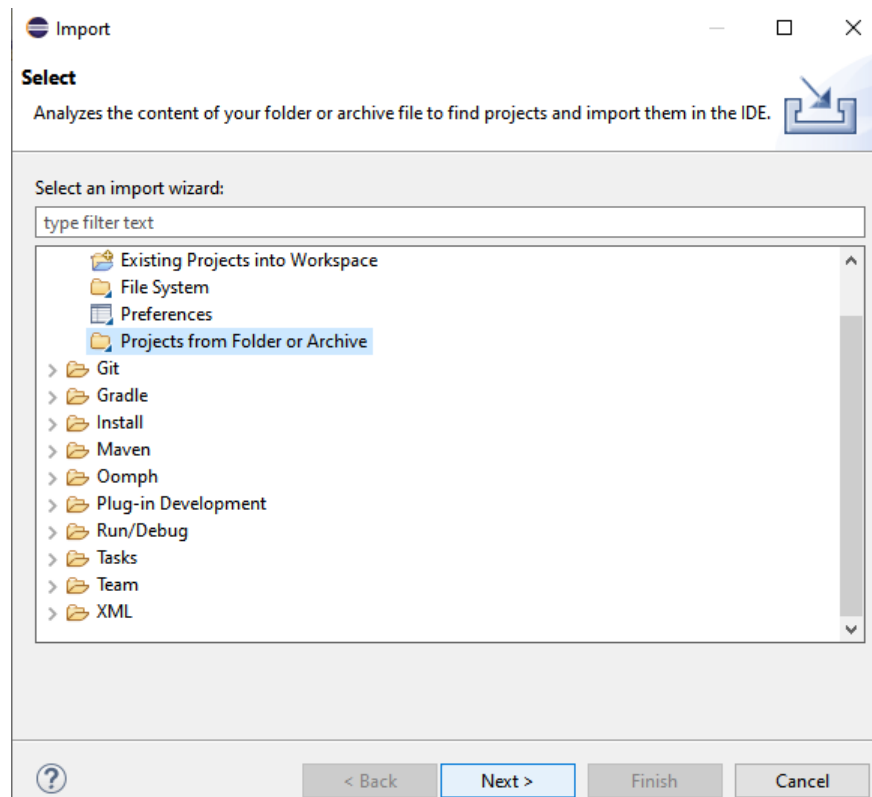 Import
Select
Analyzes the content of your folder or archive file to find projects and import them in the IDE.
Select an import wizard:
type filter text
Existing Projects into Workspace
File System
Preferences
Projects from Folder or Archive
Git
Gradle
Install
Maven
Oomph
Plug-in Development
Run/Debug
Tasks
Team
XML
? < Back Next > Finish Cancel